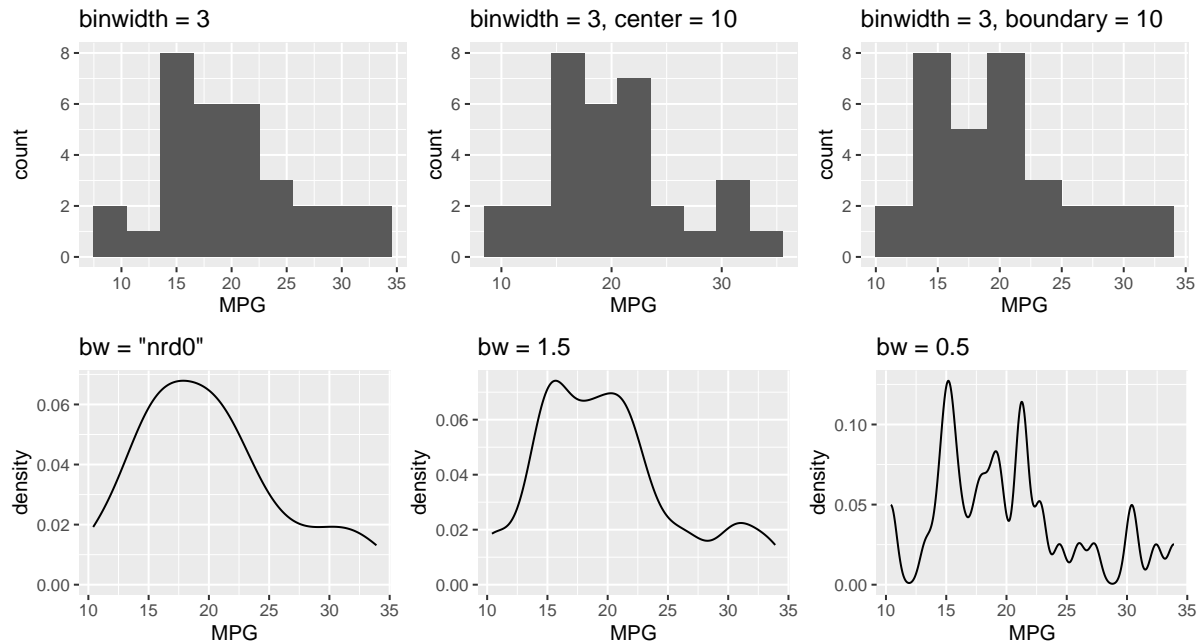 binwidth = 3
8
6
4
2
0
count
10 15 20 25 30 35
MPG
binwidth = 3, center = 10
8
6
4
2
0
count
10 20 30
MPG
binwidth = 3, boundary = 10
8
6
4
2
0
count
10 15 20 25 30 35
MPG
bw = "nrd0"
0.06
0.04
0.02
0.00
density
10 15 20 25 30 35
MPG
bw = 1.5
0.06
0.04
0.02
0.00
density
10 15 20 25 30 35
MPG
bw = 0.5
0.10
0.05
0.00
density
10 15 20 25 30 35
MPG